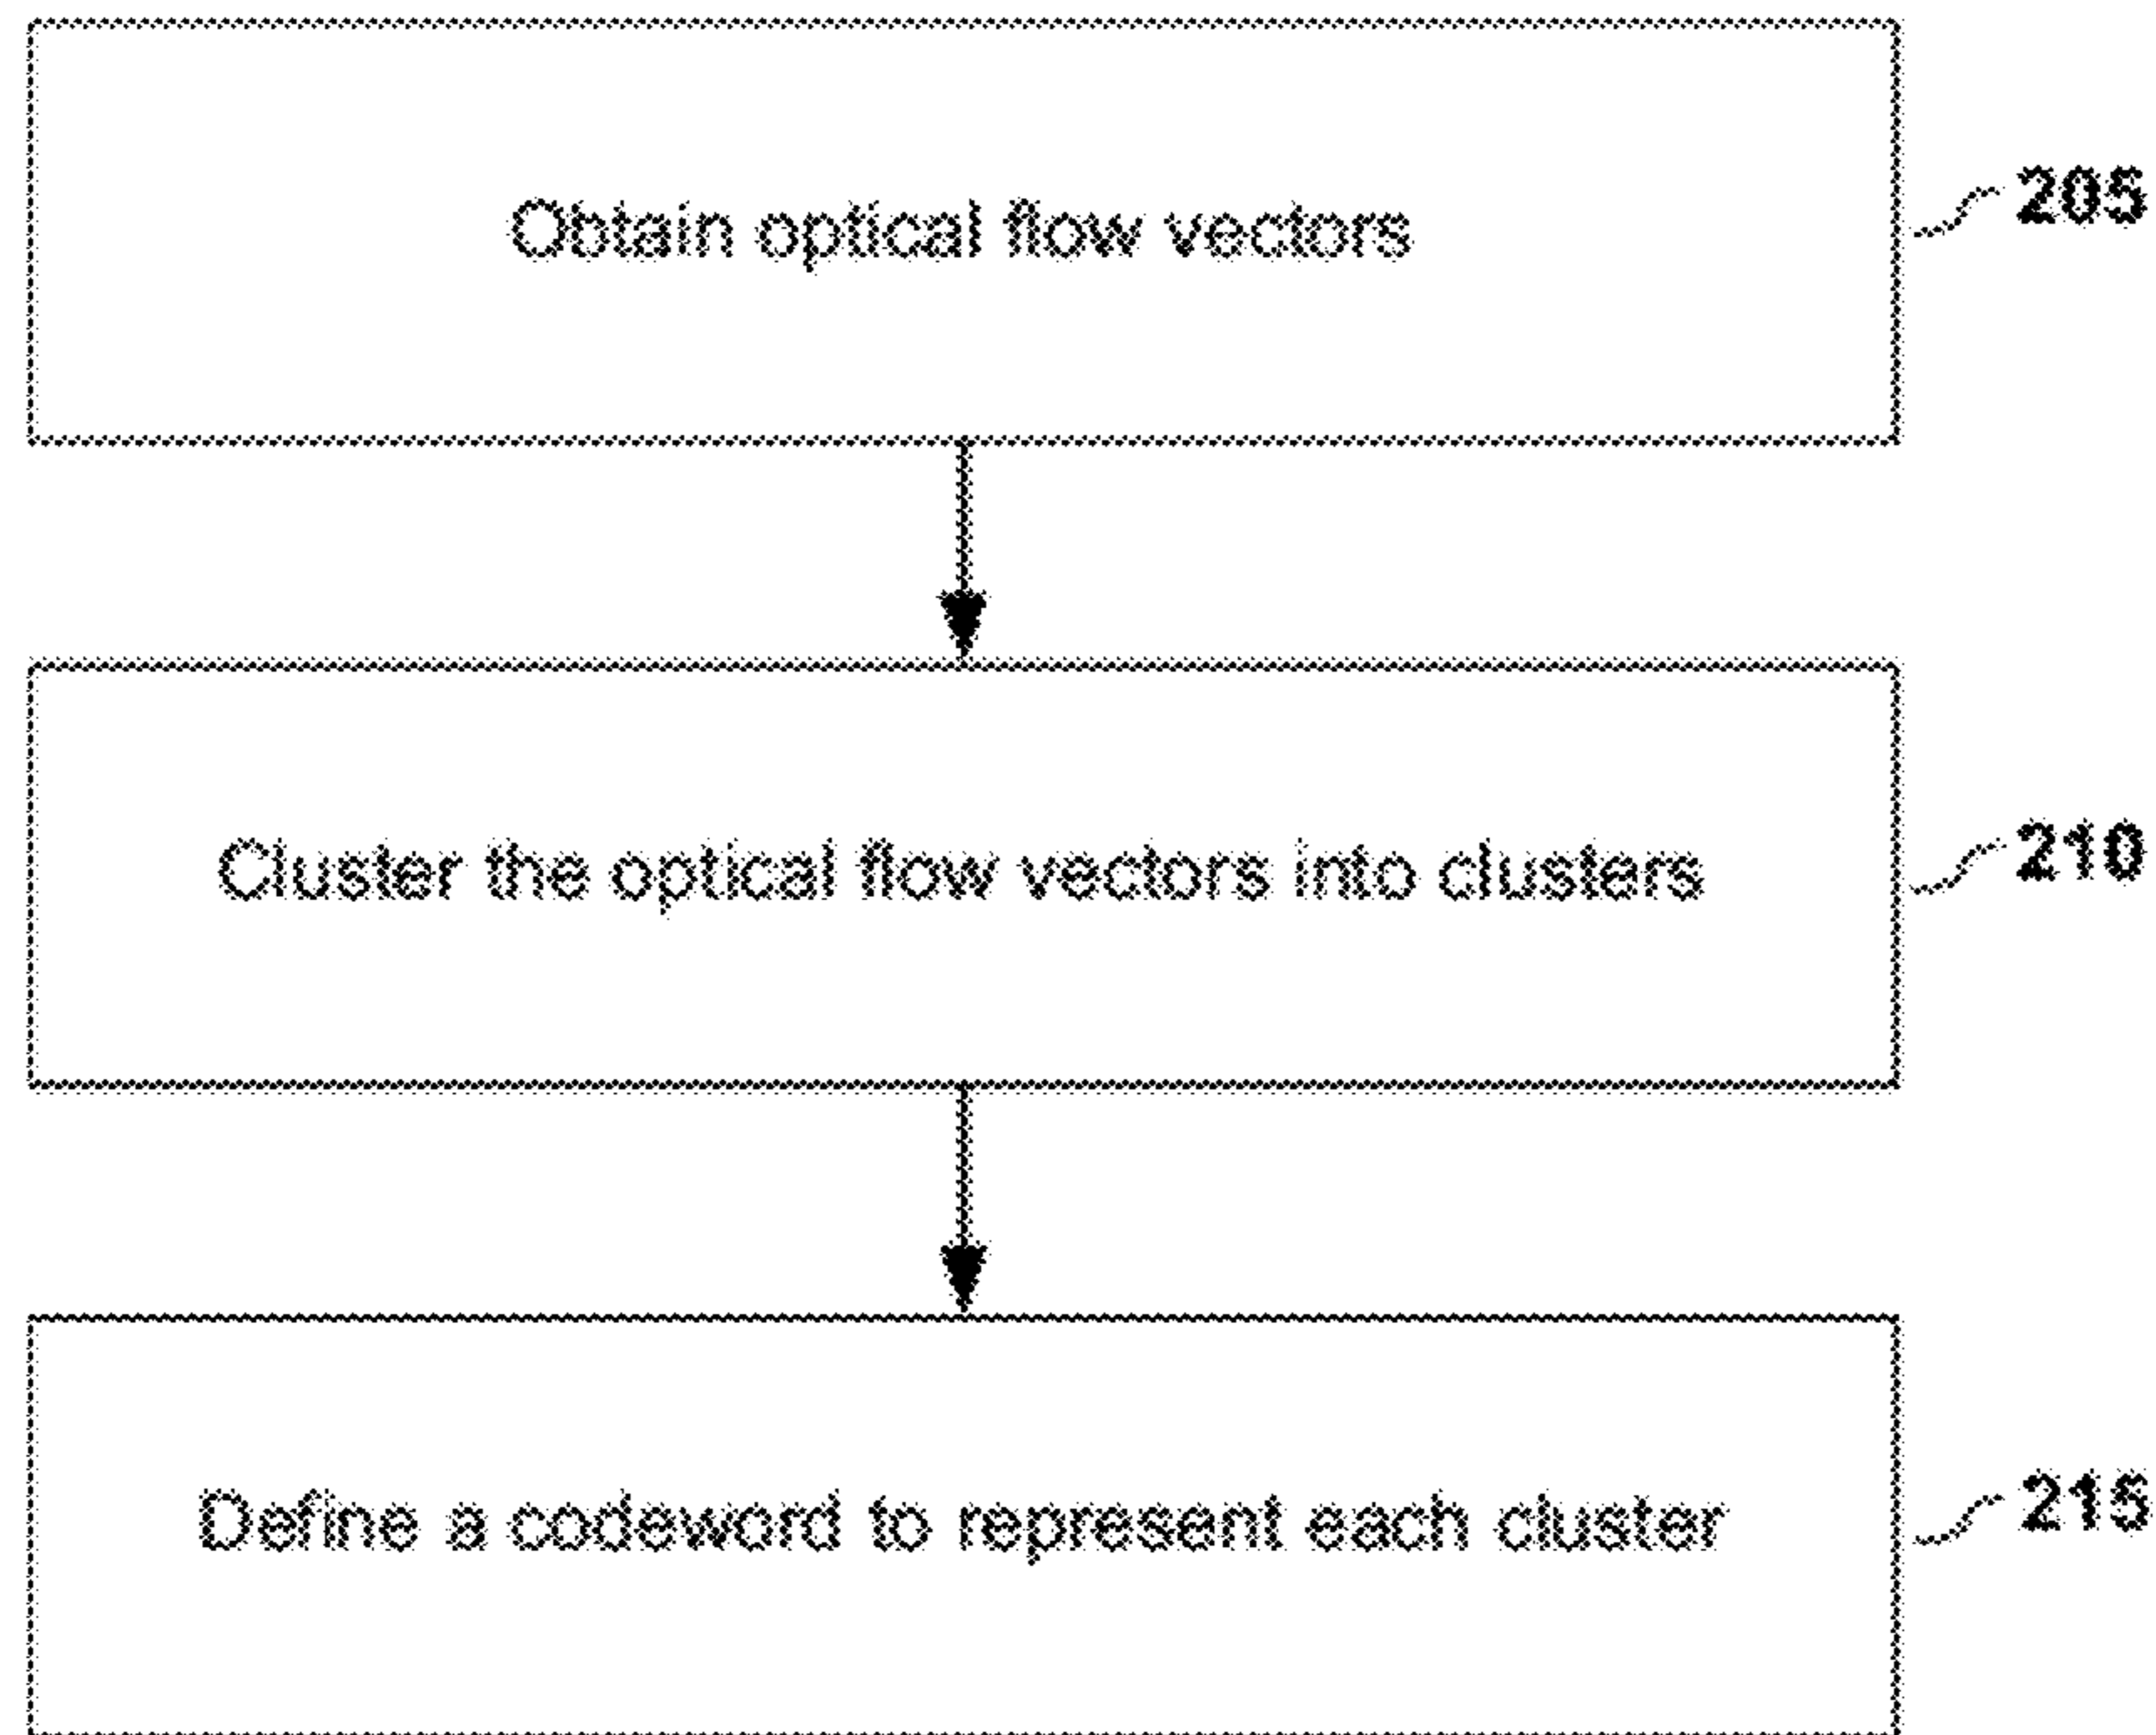 Obtain optical flow vectors
205
Cluster the optical flow vectors into clusters
210
Define a codeword to represent each cluster
215